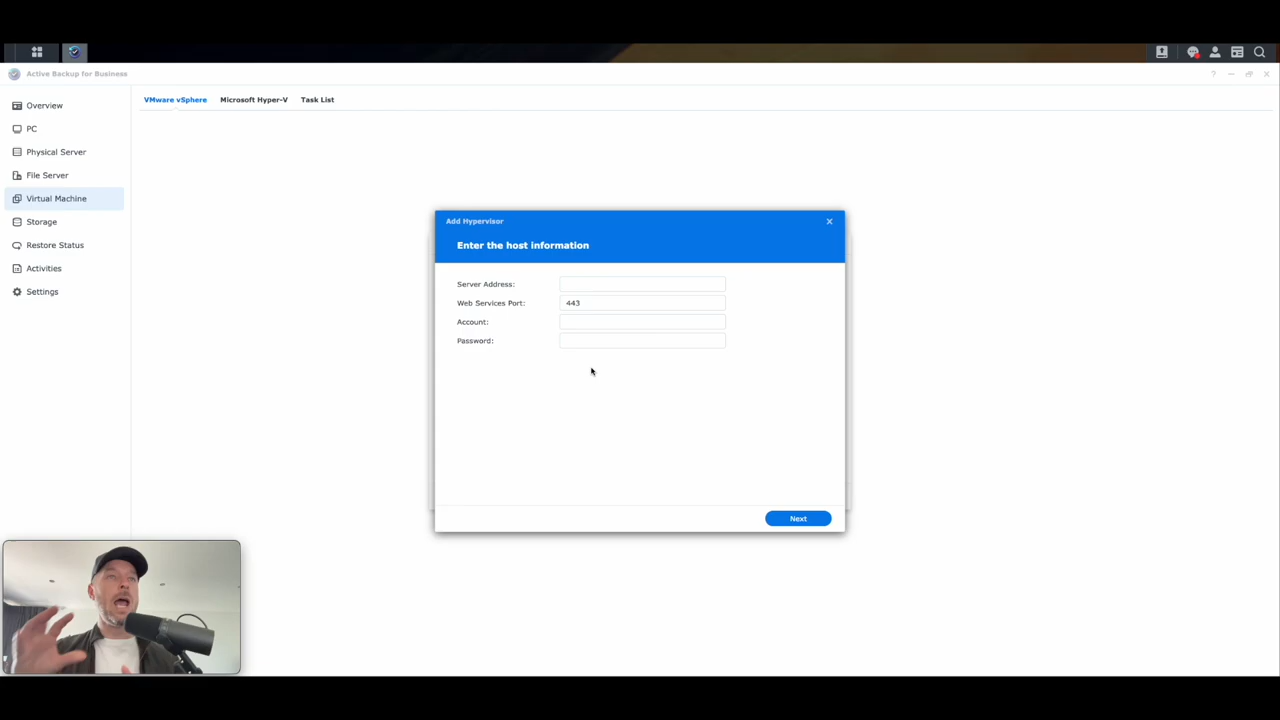 Active Backup for Business
?
Overview
PC
Physical Server
File Server
Virtual Machine
Storage
Restore Status
Activities
Settings
VMware vSphere Microsoft Hyper-V Task List
Add Hypervisor
Enter the host information
Server Address:
Web Services Port: 443
Account:
Password:
Next